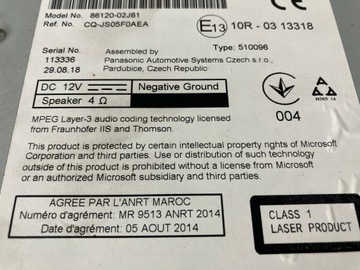 Model No. 86120-02J61
Ref. No. CQ-JS05F0AEA
E13 10R - 03 13318
Type: 510096
Serial No.
113336
29.08.18
Assembled by
Panasonic Automotive Systems Czech s.r.o.,
Pardubice, Czech Republic
DC 12V
Negative Ground
Speaker 4 Ω
004
MPEG Layer-3 audio coding technology licensed
from Fraunhofer IIS and Thomson.
This product is protected by certain intellectual property rights of Microsoft
Corporation and third parties. Use or distribution of such technology
outside of this product is prohibited without a license from Microsoft
or an authorized Microsoft subsidiary and third parties.
AGREE PAR L'ANRT MAROC
Numéro d'agrément: MR 9513 ANRT 2014
Date d'agrément: 05 AOUT 2014
CLASS 1
LASER PRODUCT